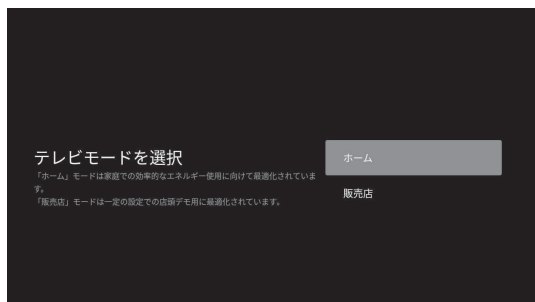 テレビモードを選択
「ホーム」モードは家庭での効率的なエネルギー使用に向けて最適化されていま
す。
「販売店」モードは一定の設定での店頭デモ用に最適化されています。
ホーム
販売店